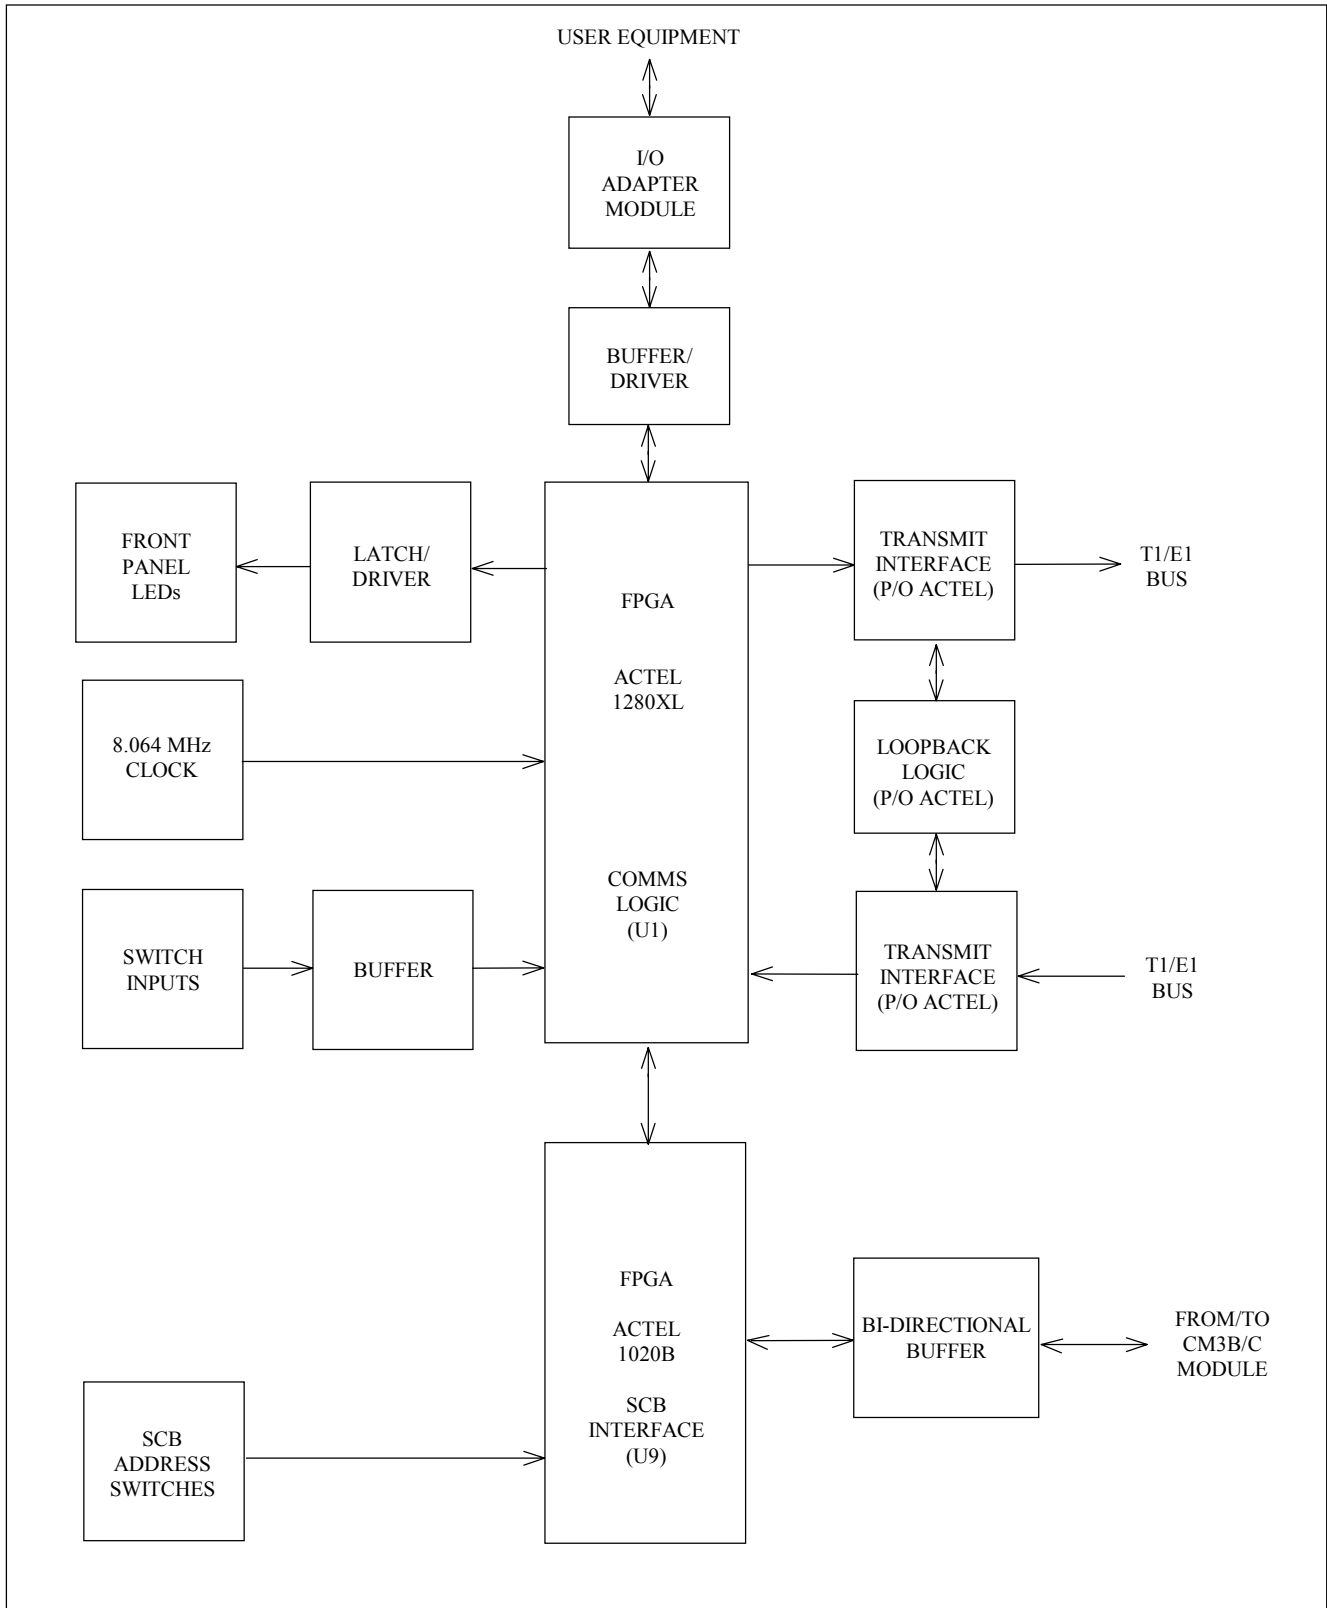 USER EQUIPMENT
I/O
ADAPTER
MODULE
BUFFER/
DRIVER
FRONT
PANEL
LEDs
LATCH/
DRIVER
FPGA
ACTEL
1280XL
COMMS
LOGIC
(U1)
TRANSMIT
INTERFACE
(P/O ACTEL)
T1/E1
BUS
8.064 MHz
CLOCK
LOOPBACK
LOGIC
(P/O ACTEL)
SWITCH
INPUTS
BUFFER
TRANSMIT
INTERFACE
(P/O ACTEL)
T1/E1
BUS
FPGA
ACTEL
1020B
SCB
INTERFACE
(U9)
BI-DIRECTIONAL
BUFFER
FROM/TO
CM3B/C
MODULE
SCB
ADDRESS
SWITCHES